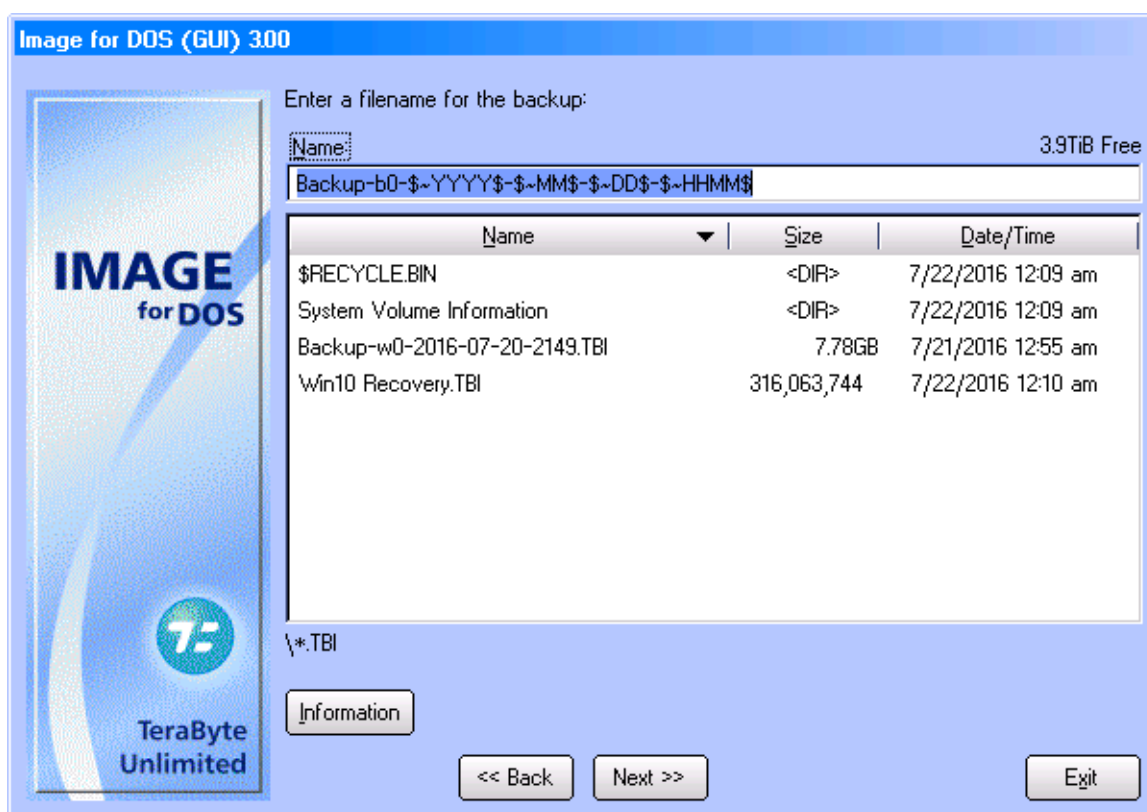 Image for DOS (GUI) 3.00
Enter a filename for the backup:
Name: 3.9TiB Free
Backup-b0-$~YYYY$-$~MM$-$~DD$-$~HHMM$
Name Size Date/Time
$RECYCLE.BIN <DIR> 7/22/2016 12:09 am
System Volume Information <DIR> 7/22/2016 12:09 am
Backup-w0-2016-07-20-2149.TBI 7.78GB 7/21/2016 12:55 am
Win10 Recovery.TBI 316,063,744 7/22/2016 12:10 am
\*.TBI
Information
<< Back Next >> Exit
IMAGE
for DOS
TeraByte
Unlimited